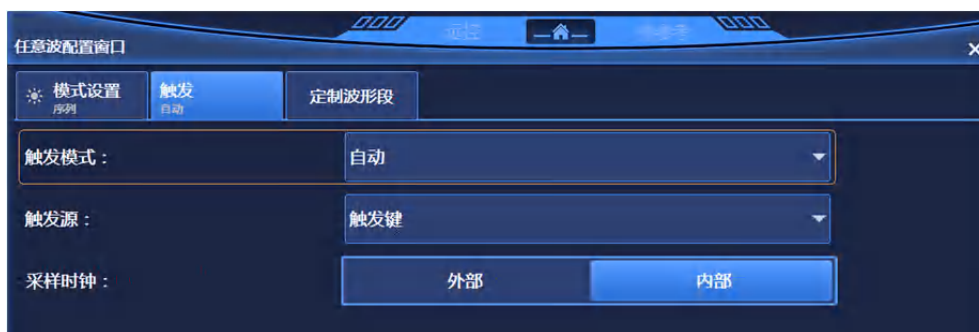 任意波配置窗口
模式设置
序列
触发
自动
定制波形段
触发模式：
自动
触发源：
触发键
采样时钟：
外部
内部